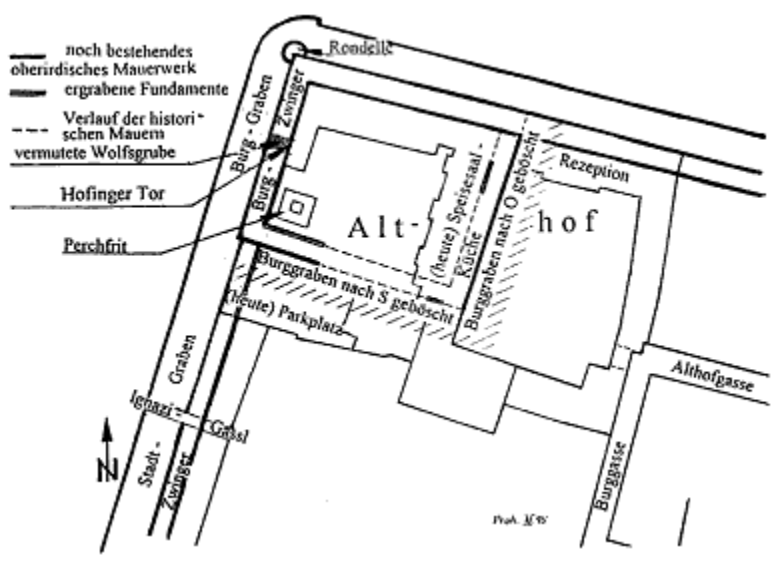 noch bestehendes
oberirdisches Mauerwerk
ergrabene Fundamente
Verlauf der histori-
schen Mauern
vermutete Wolfsgrube
Hofinger Tor
Perchfrit
Rondelle
Burg - Graben
Burg - Zwinger
Alt-
hof
(heute) Speisesaal -
Küche
Burggraben nach O geböscht
Rezeption
Burggraben nach S geböscht
(heute) Parkplatz
Stadt - Graben
Ignazi - Gassl
Zwinger
Althofgasse
Burggasse
N